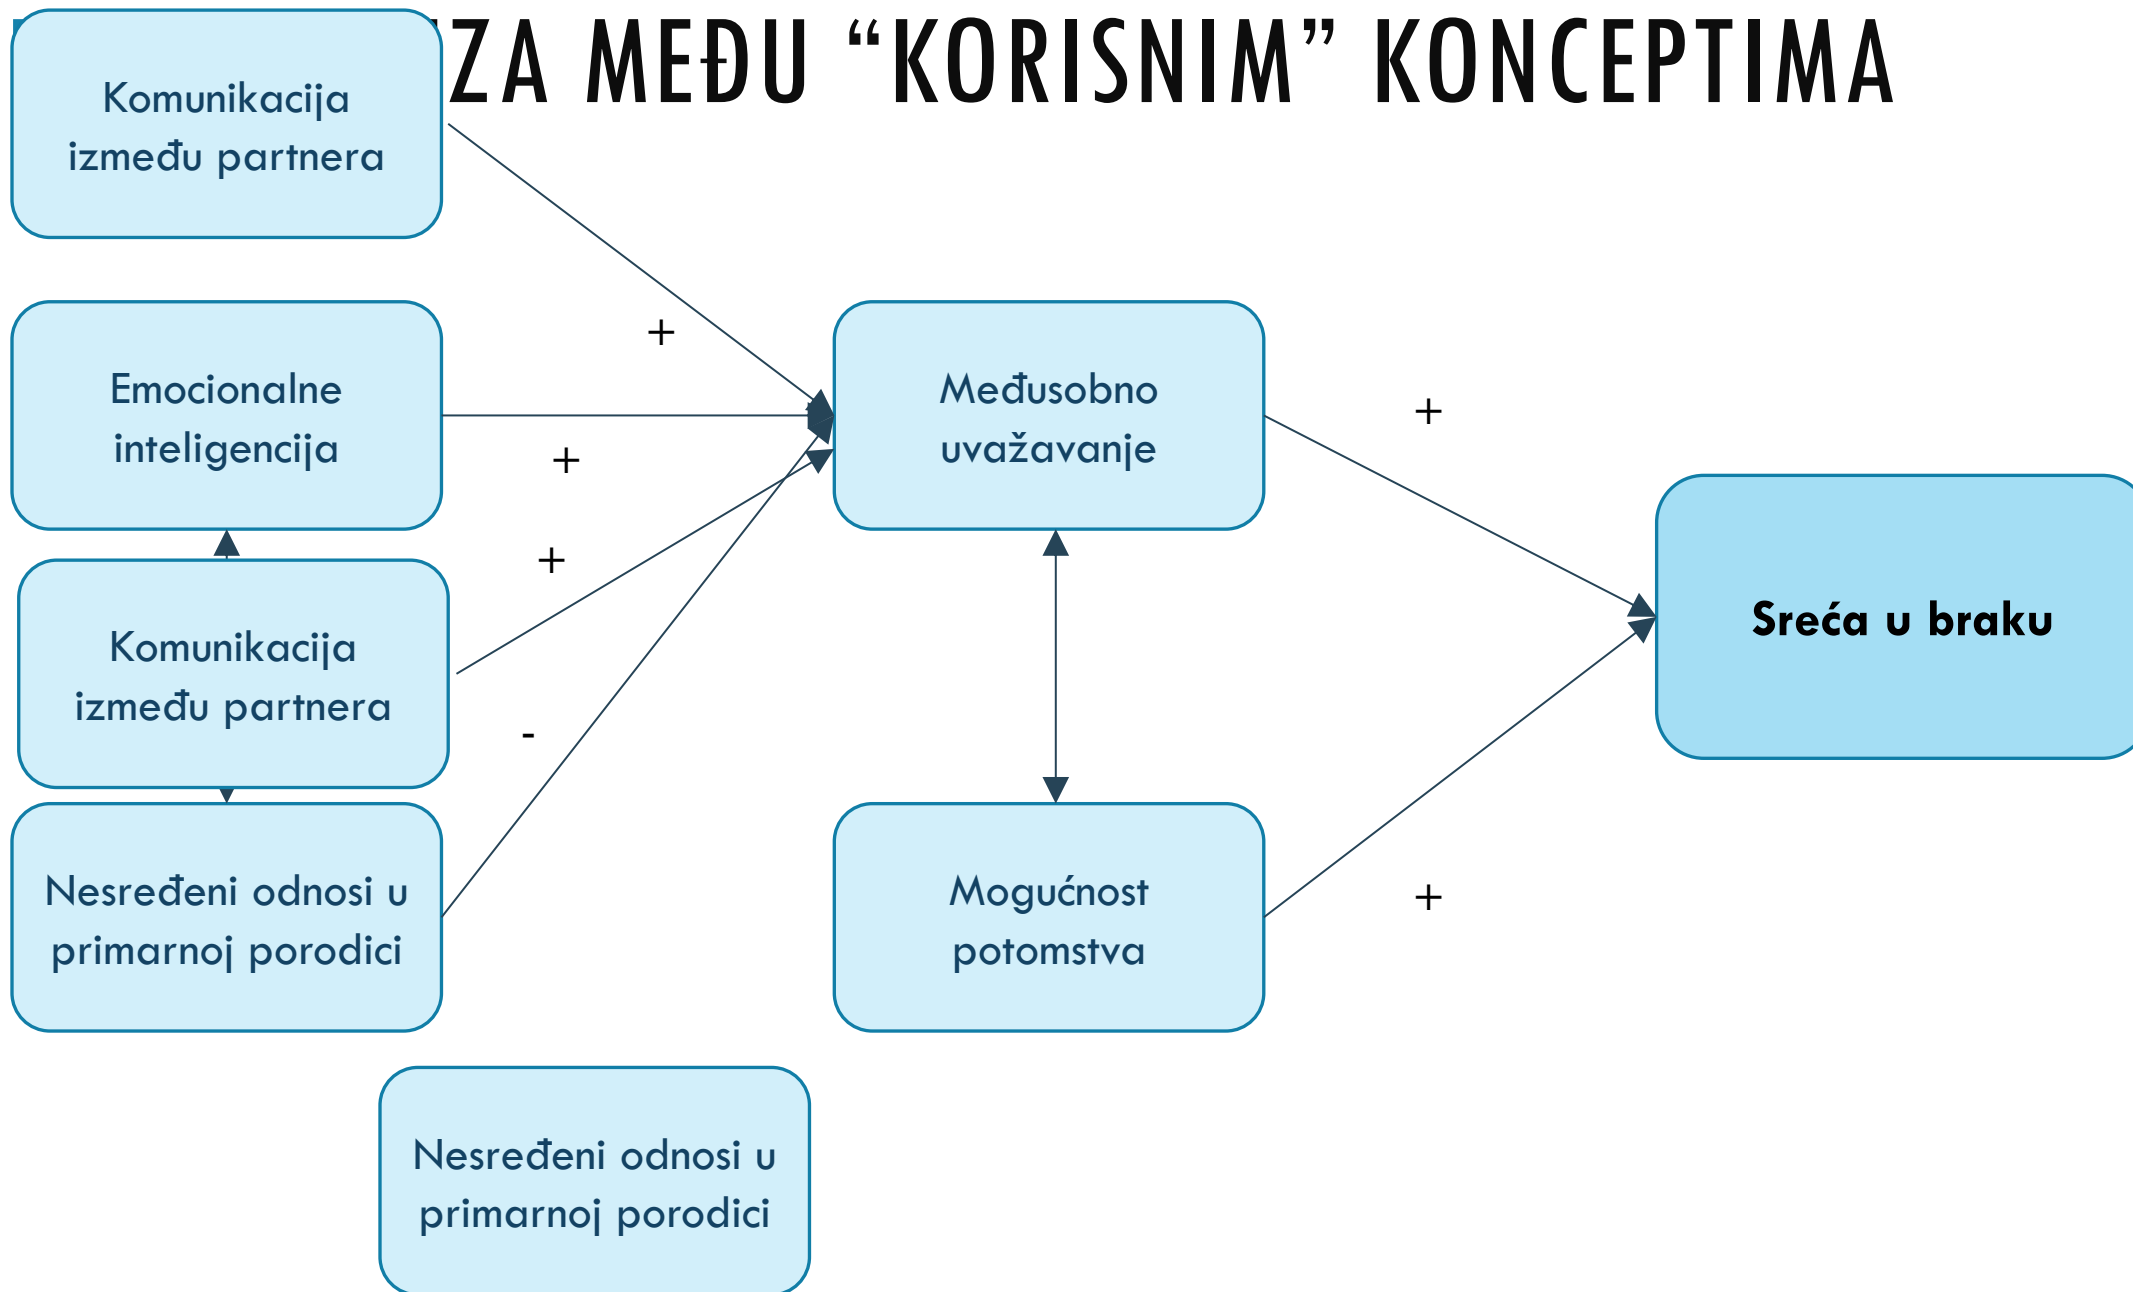 ZA MEĐU “KORISNIM” KONCEPTIMA
Komunikacija
između partnera
+
Emocionalne
inteligencija
+
Međusobno
uvažavanje
+
+
Komunikacija
između partnera
-
Sreća u braku
Nesređeni odnosi u
primarnoj porodici
Mogućnost
potomstva
+
Nesređeni odnosi u
primarnoj porodici